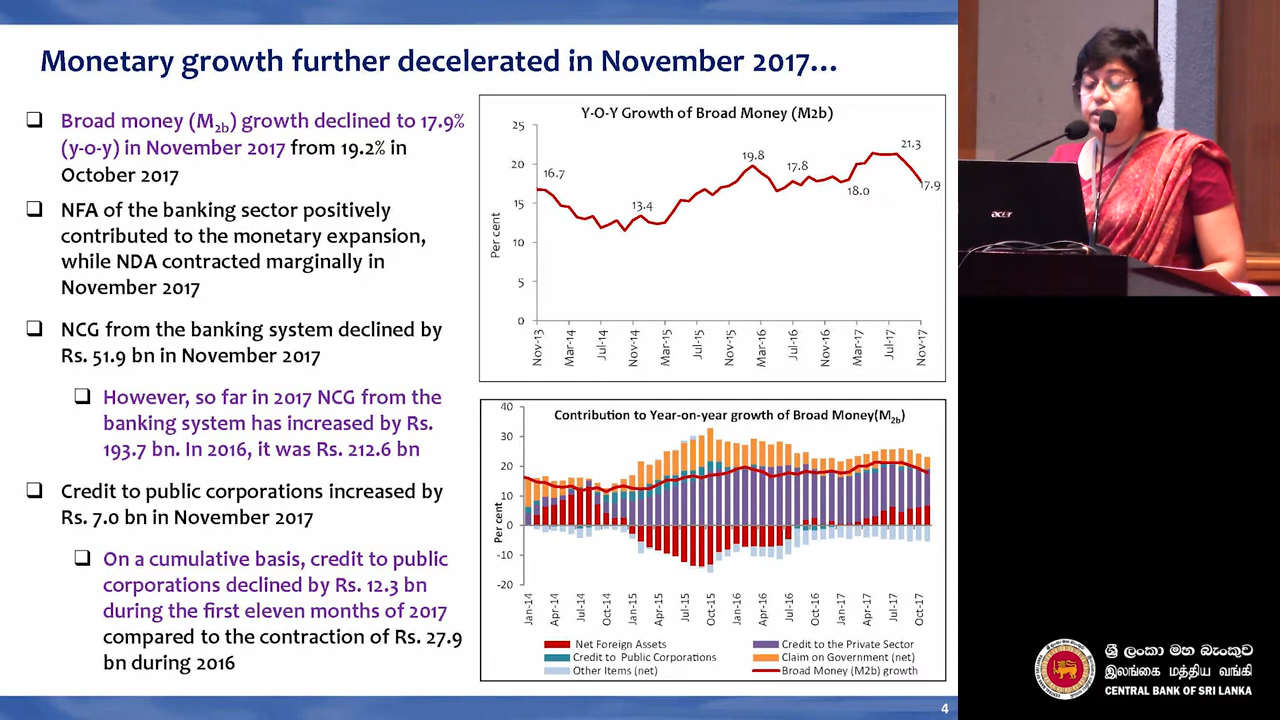 Monetary growth further decelerated in November 2017…
❑ Broad money (M2b) growth declined to 17.9%
(y-o-y) in November 2017 from 19.2% in
October 2017
❑ NFA of the banking sector positively
contributed to the monetary expansion,
while NDA contracted marginally in
November 2017
❑ NCG from the banking system declined by
Rs. 51.9 bn in November 2017
❑ However, so far in 2017 NCG from the
banking system has increased by Rs.
193.7 bn. In 2016, it was Rs. 212.6 bn
❑ Credit to public corporations increased by
Rs. 7.0 bn in November 2017
❑ On a cumulative basis, credit to public
corporations declined by Rs. 12.3 bn
during the first eleven months of 2017
compared to the contraction of Rs. 27.9
bn during 2016
Y-O-Y Growth of Broad Money (M2b)
Per cent
25
20
15
10
5
0
16.7
13.4
19.8
17.8
18.0
21.3
17.9
Nov-13
Mar-14
Jul-14
Nov-14
Mar-15
Jul-15
Nov-15
Mar-16
Jul-16
Nov-16
Mar-17
Jul-17
Nov-17
Contribution to Year-on-year growth of Broad Money(M2b)
Per cent
40
30
20
10
0
-10
-20
Jan-14
Apr-14
Jul-14
Oct-14
Jan-15
Apr-15
Jul-15
Oct-15
Jan-16
Apr-16
Jul-16
Oct-16
Jan-17
Apr-17
Jul-17
Oct-17
Net Foreign Assets
Credit to the Private Sector
Credit to Public Corporations
Claim on Government (net)
Other Items (net)
Broad Money (M2b) growth
4
acer
ශ්‍රී ලංකා මහ බැංකුව
இலங்கை மத்திய வங்கி
CENTRAL BANK OF SRI LANKA